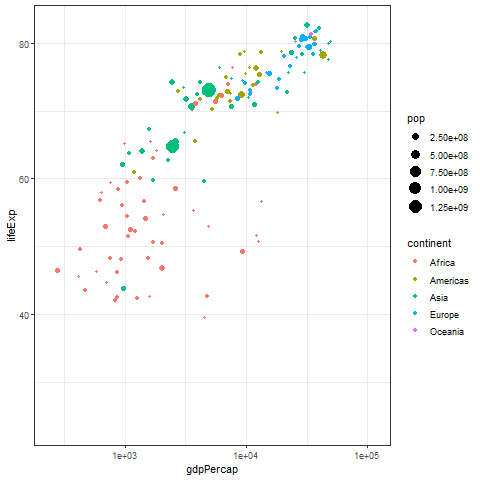 80
60
40
lifeExp
1e+03 1e+04 1e+05
gdpPercap
pop
2.50e+08
5.00e+08
7.50e+08
1.00e+09
1.25e+09
continent
Africa
Americas
Asia
Europe
Oceania